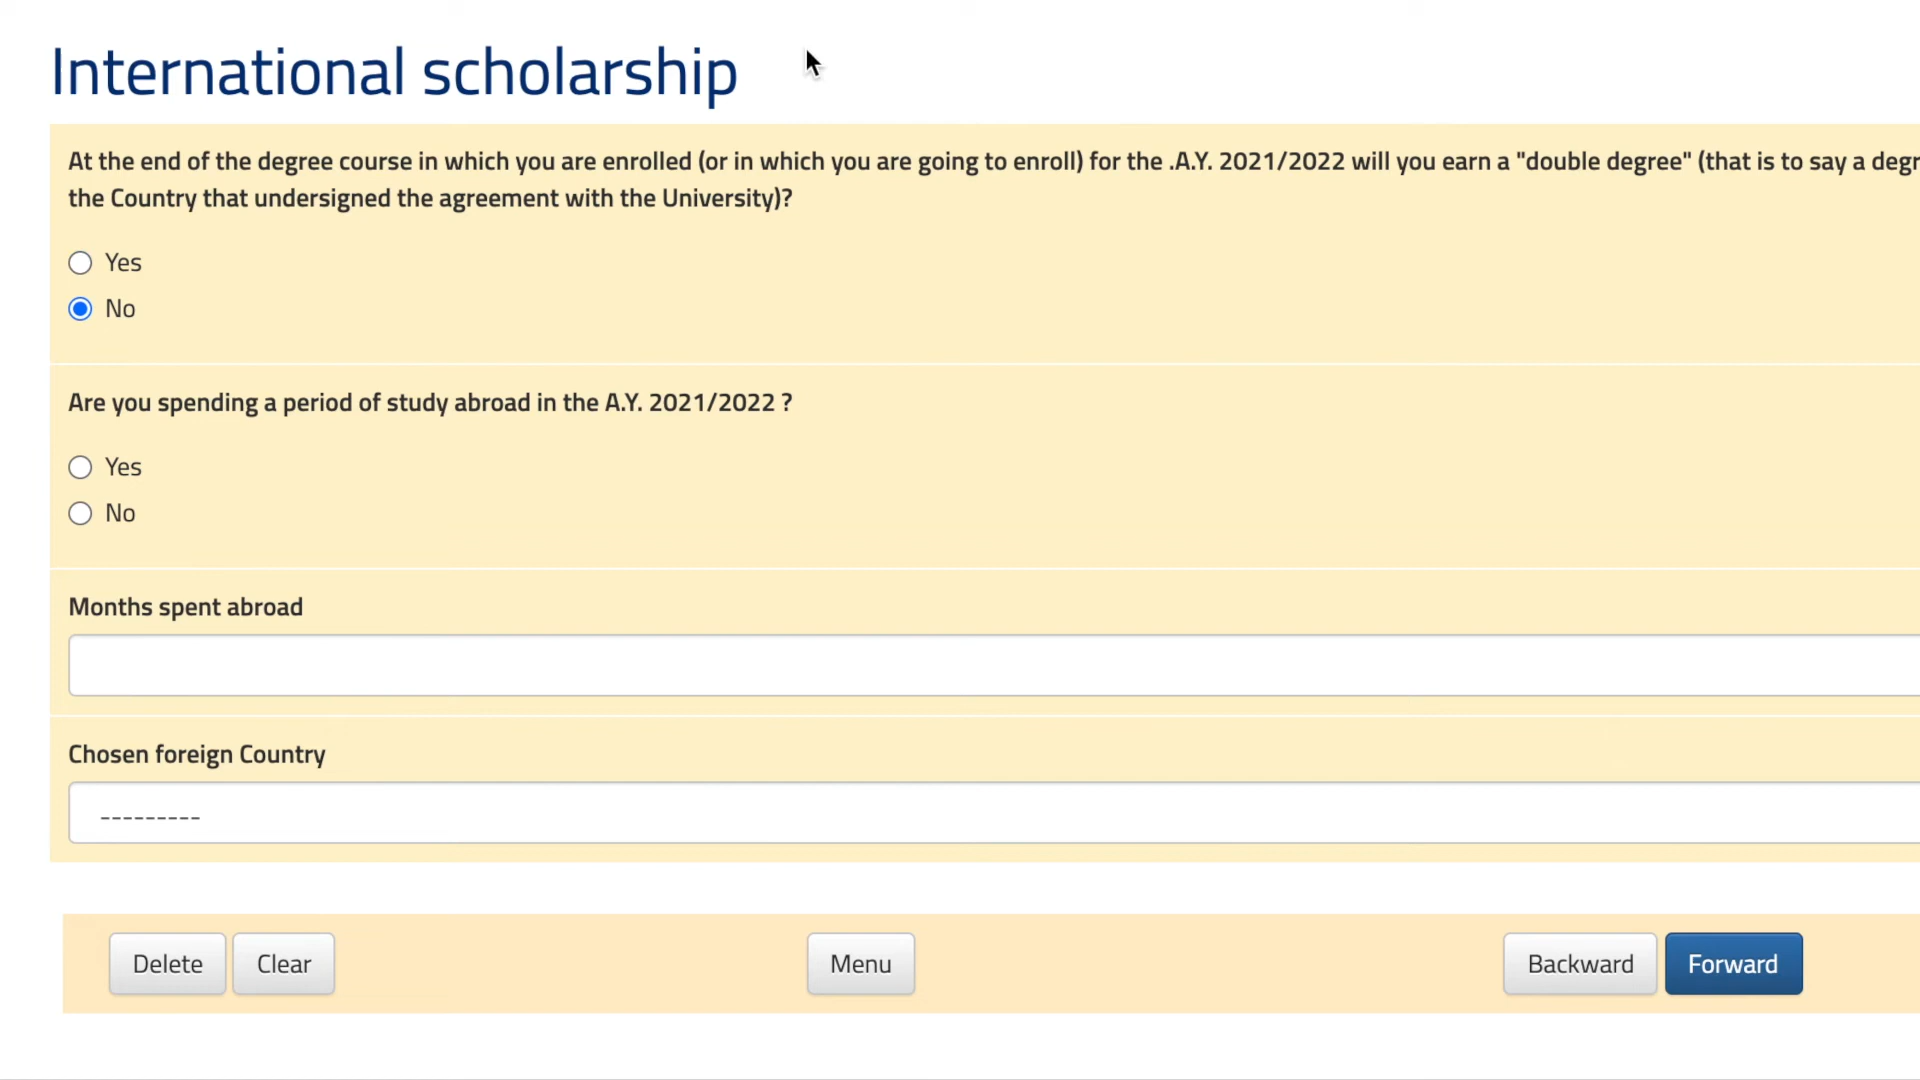 International scholarship
At the end of the degree course in which you are enrolled (or in which you are going to enroll) for the .A.Y. 2021/2022 will you earn a "double degree" (that is to say a degr
the Country that undersigned the agreement with the University)?
Yes
No
Are you spending a period of study abroad in the A.Y. 2021/2022 ?
Yes
No
Months spent abroad
Chosen foreign Country
---------
Delete Clear Menu Backward Forward